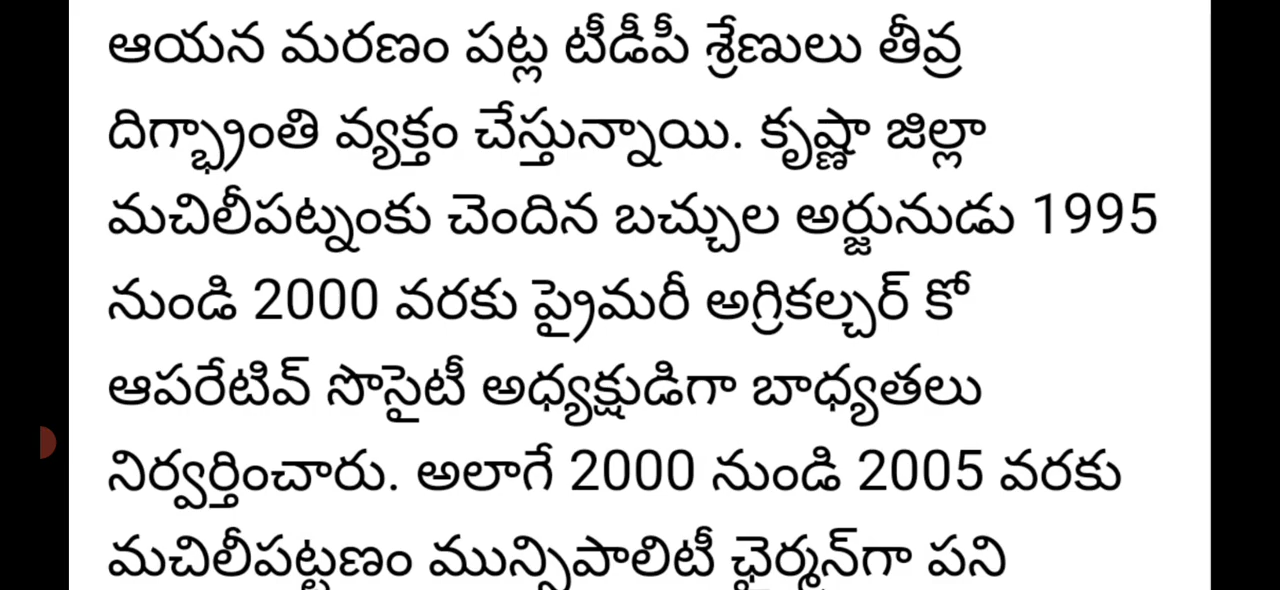 ఆయన మరణం పట్ల టీడీపీ శ్రేణులు తీవ్ర
దిగ్భ్రాంతి వ్యక్తం చేస్తున్నాయి. కృష్ణా జిల్లా
మచిలీపట్నంకు చెందిన బచ్చుల అర్జునుడు 1995
నుండి 2000 వరకు ప్రైమరీ అగ్రికల్చర్ కో
ఆపరేటివ్ సొసైటీ అధ్యక్షుడిగా బాధ్యతలు
నిర్వర్తించారు. అలాగే 2000 నుండి 2005 వరకు
మచిలీపట్టణం మున్సిపాలిటీ ఛైర్మన్‌గా పని